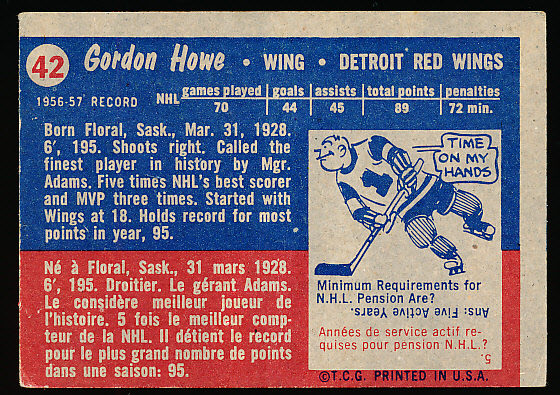 42 Gordon Howe • WING • DETROIT RED WINGS
1956-57 RECORD NHL games played goals assists total points penalties
70 44 45 89 72 min.
Born Floral, Sask., Mar. 31, 1928.
6', 195. Shoots right. Called the
finest player in history by Mgr.
Adams. Five times NHL's best scorer
and MVP three times. Started with
Wings at 18. Holds record for most
points in year, 95.
Né à Floral, Sask., 31 mars 1928.
6', 195. Droitier. Le gérant Adams.
Le considère meilleur joueur de
l'histoire. 5 fois le meilleur comp-
teur de la NHL. Il détient le record
pour le plus grand nombre de points
dans une saison: 95.
TIME
ON MY
HANDS
Minimum Requirements for
N.H.L. Pension Are?
Ans: Five Active Years.
Années de service actif re-
quises pour pension N.H.L.?
5.
©T.C.G. PRINTED IN U.S.A.